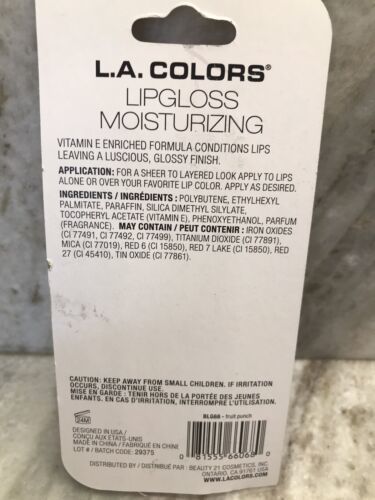 L.A. COLORS®
LIPGLOSS
MOISTURIZING
VITAMIN E ENRICHED FORMULA CONDITIONS LIPS
LEAVING A LUSCIOUS, GLOSSY FINISH.
APPLICATION: FOR A SHEER TO LAYERED LOOK APPLY TO LIPS
ALONE OR OVER YOUR FAVORITE LIP COLOR. APPLY AS DESIRED.
INGREDIENTS / INGRÉDIENTS : POLYBUTENE, ETHYLHEXYL
PALMITATE, PARAFFIN, SILICA DIMETHYL SILYLATE,
TOCOPHERYL ACETATE (VITAMIN E), PHENOXYETHANOL, PARFUM
(FRAGRANCE). MAY CONTAIN / PEUT CONTENIR : IRON OXIDES
(CI 77491, CI 77492, CI 77499), TITANIUM DIOXIDE (CI 77891),
MICA (CI 77019), RED 6 (CI 15850), RED 7 LAKE (CI 15850), RED
27 (CI 45410), TIN OXIDE (CI 77861).
CAUTION: KEEP AWAY FROM SMALL CHILDREN. IF IRRITATION
OCCURS, DISCONTINUE USE.
MISE EN GARDE : TENIR HORS DE LA PORTÉE DES JEUNES
ENFANTS. EN CAS D'IRRITATION, INTERROMPRE L'UTILISATION.
24M
BLG66 - fruit punch
DESIGNED IN USA /
CONÇU AUX ÉTATS-UNIS
MADE IN CHINA / FABRIQUÉ EN CHINE
LOT # / BATCH CODE: 29375
0 81555 66068 0
DISTRIBUTED BY / DISTRIBUÉ PAR : BEAUTY 21 COSMETICS, INC.
ONTARIO, CA 91761 USA
WWW.LACOLORS.COM